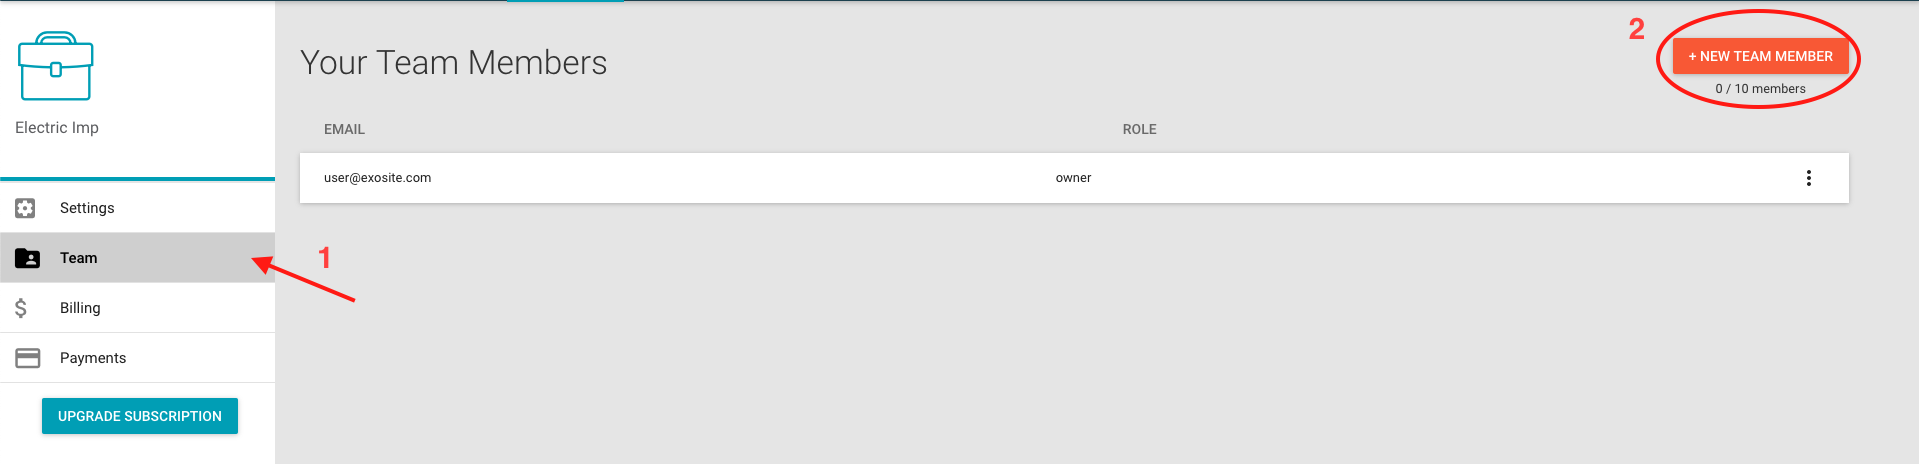 Electric Imp
Settings
Team
Billing
Payments
UPGRADE SUBSCRIPTION
1
Your Team Members
2
+ NEW TEAM MEMBER
0 / 10 members
EMAIL ROLE
user@exosite.com owner